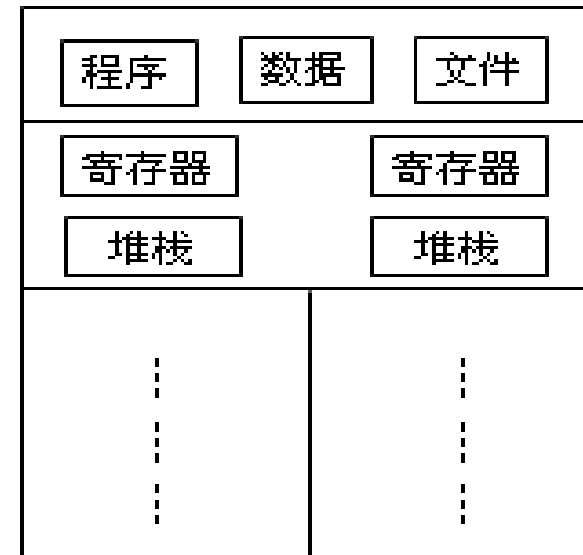 程序 数据 文件
寄存器 寄存器
堆栈 堆栈